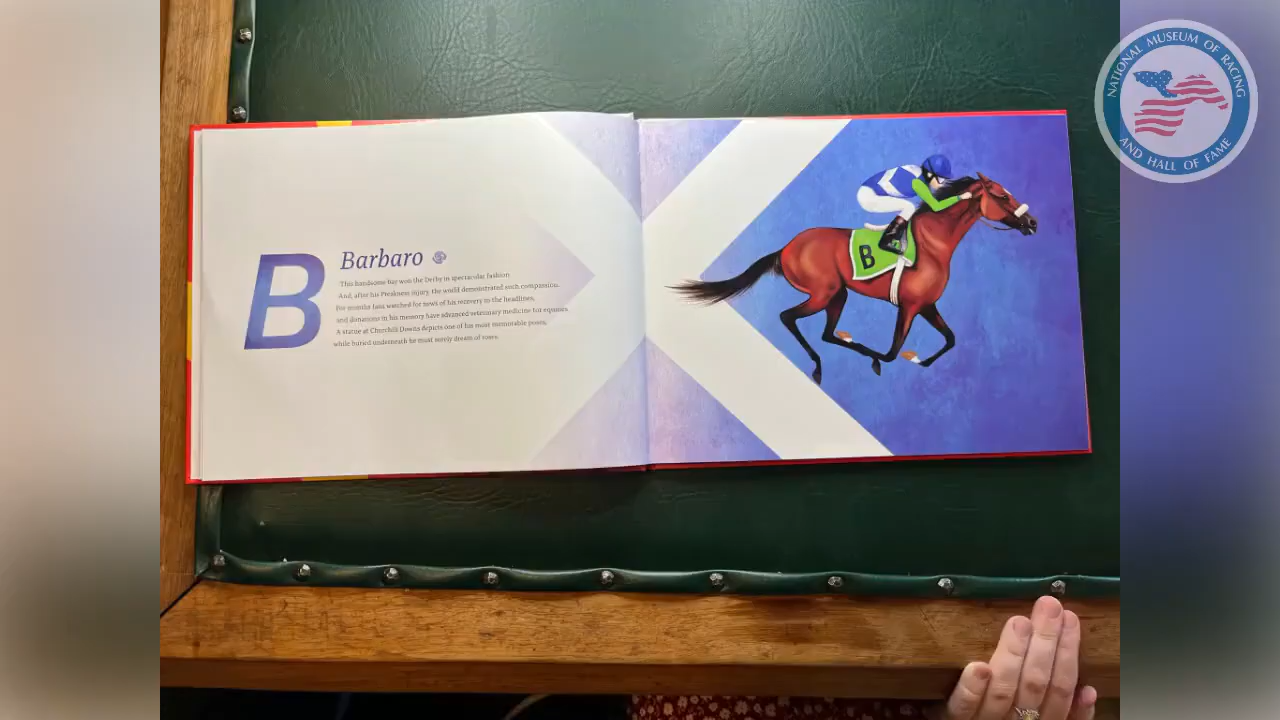 B
Barbaro
This handsome bay won the Derby in spectacular fashion.
And, after his Preakness injury, the world demonstrated such compassion.
For months fans watched for news of his recovery in the headlines,
and donations in his memory have advanced veterinary medicine for equines.
A statue at Churchill Downs depicts one of his most memorable poses,
while buried underneath he must surely dream of roses.
B
NATIONAL MUSEUM OF RACING
AND HALL OF FAME